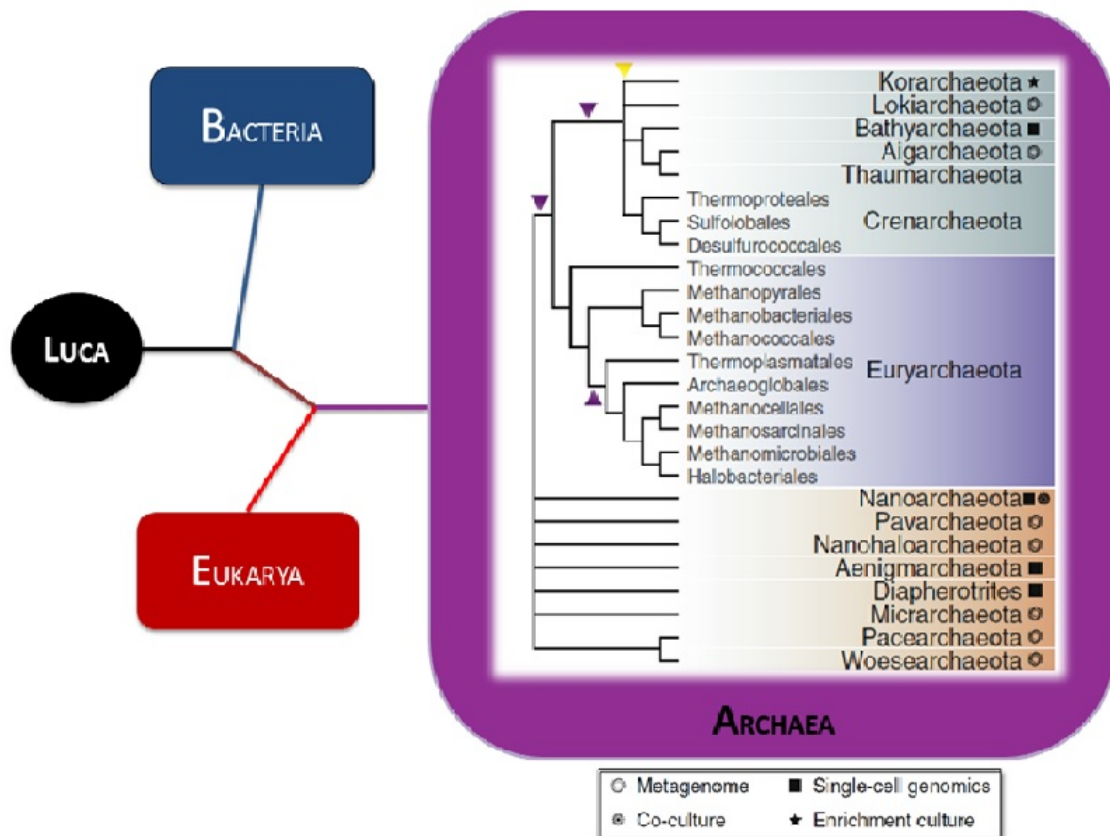 BACTERIA
LUCA
EUKARYA
Korarchaeota
Lokiarchaeota
Bathyarchaeota
Aigarchaeota
Thaumarchaeota
Thermoproteales
Sulfolobales
Crenarchaeota
Desulfurococcales
Thermococcales
Methanopyrales
Methanobacteriales
Methanococcales
Thermoplasmatales
Euryarchaeota
Archaeoglobales
Methanocellales
Methanosarcinales
Methanomicrobiales
Halobacteriales
Nanoarchaeota
Pavarchaeota
Nanohaloarchaeota
Aenigmarchaeota
Diapherotrites
Micrarchaeota
Pacearchaeota
Woesearchaeota
ARCHAEA
Metagenome
Single-cell genomics
Co-culture
Enrichment culture